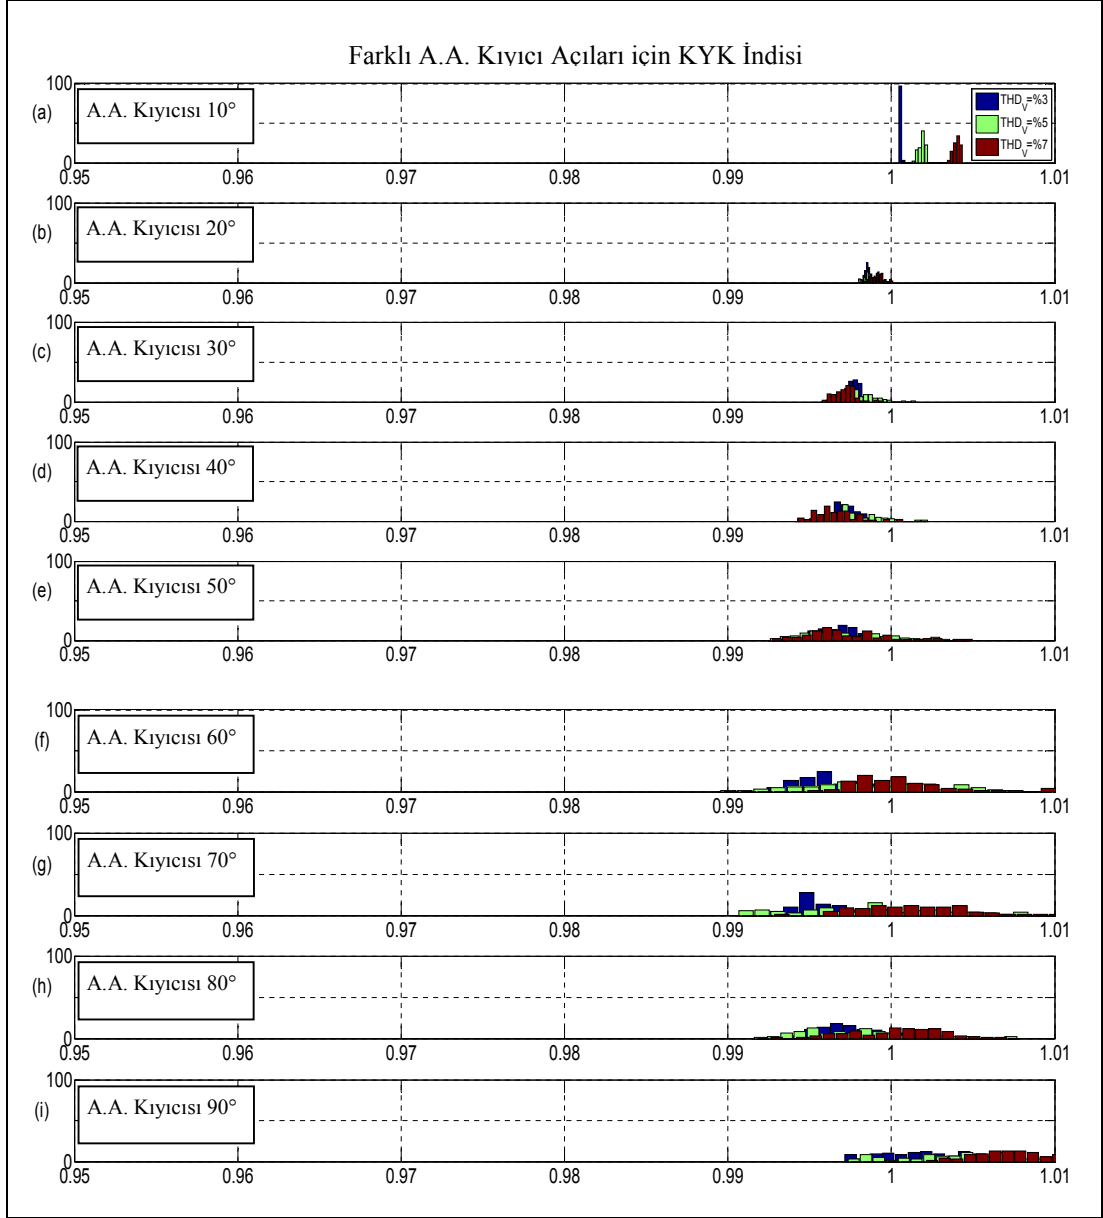 Farklı A.A. Kıyıcı Açıları için KYK İndisi
(a)
100
0
A.A. Kıyıcısı 10°
THD_V=%3
THD_V=%5
THD_V=%7
0.95 0.96 0.97 0.98 0.99 1 1.01
(b)
100
0
A.A. Kıyıcısı 20°
0.95 0.96 0.97 0.98 0.99 1 1.01
(c)
100
0
A.A. Kıyıcısı 30°
0.95 0.96 0.97 0.98 0.99 1 1.01
(d)
100
0
A.A. Kıyıcısı 40°
0.95 0.96 0.97 0.98 0.99 1 1.01
(e)
100
0
A.A. Kıyıcısı 50°
0.95 0.96 0.97 0.98 0.99 1 1.01
(f)
100
0
A.A. Kıyıcısı 60°
0.95 0.96 0.97 0.98 0.99 1 1.01
(g)
100
0
A.A. Kıyıcısı 70°
0.95 0.96 0.97 0.98 0.99 1 1.01
(h)
100
0
A.A. Kıyıcısı 80°
0.95 0.96 0.97 0.98 0.99 1 1.01
(i)
100
0
A.A. Kıyıcısı 90°
0.95 0.96 0.97 0.98 0.99 1 1.01